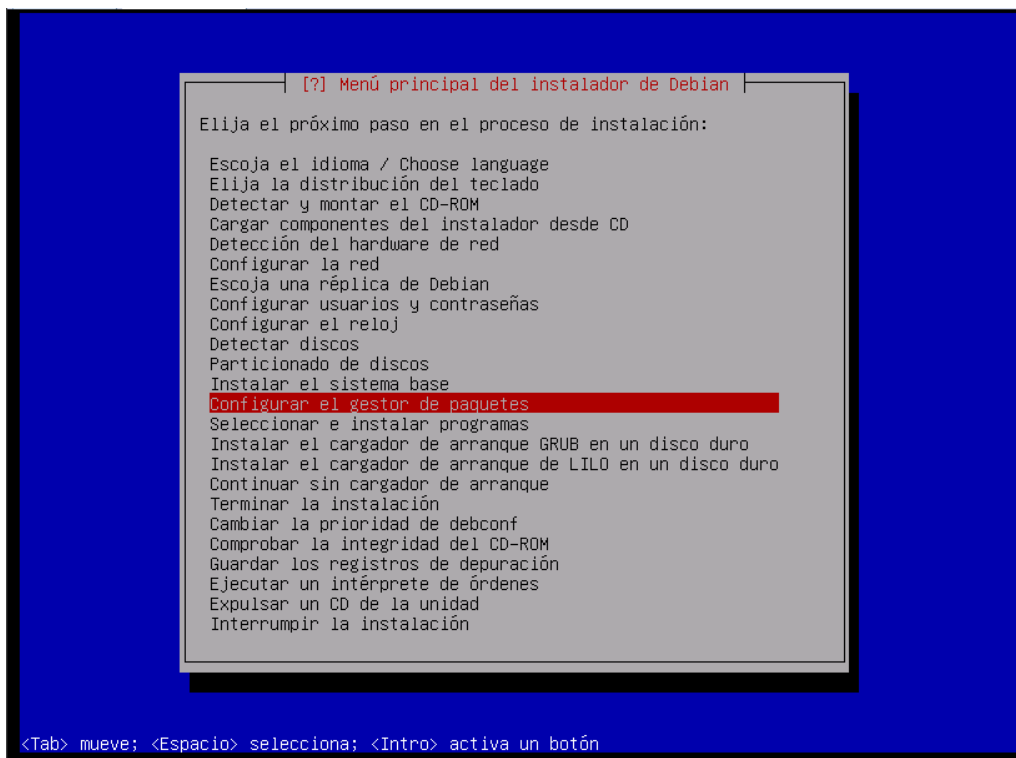 [?] Menú principal del instalador de Debian
Elija el próximo paso en el proceso de instalación:
Escoja el idioma / Choose language
Elija la distribución del teclado
Detectar y montar el CD-ROM
Cargar componentes del instalador desde CD
Detección del hardware de red
Configurar la red
Escoja una réplica de Debian
Configurar usuarios y contraseñas
Configurar el reloj
Detectar discos
Particionado de discos
Instalar el sistema base
Configurar el gestor de paquetes
Seleccionar e instalar programas
Instalar el cargador de arranque GRUB en un disco duro
Instalar el cargador de arranque de LILO en un disco duro
Continuar sin cargador de arranque
Terminar la instalación
Cambiar la prioridad de debconf
Comprobar la integridad del CD-ROM
Guardar los registros de depuración
Ejecutar un intérprete de órdenes
Expulsar un CD de la unidad
Interrumpir la instalación
<Tab> mueve; <Espacio> selecciona; <Intro> activa un botón